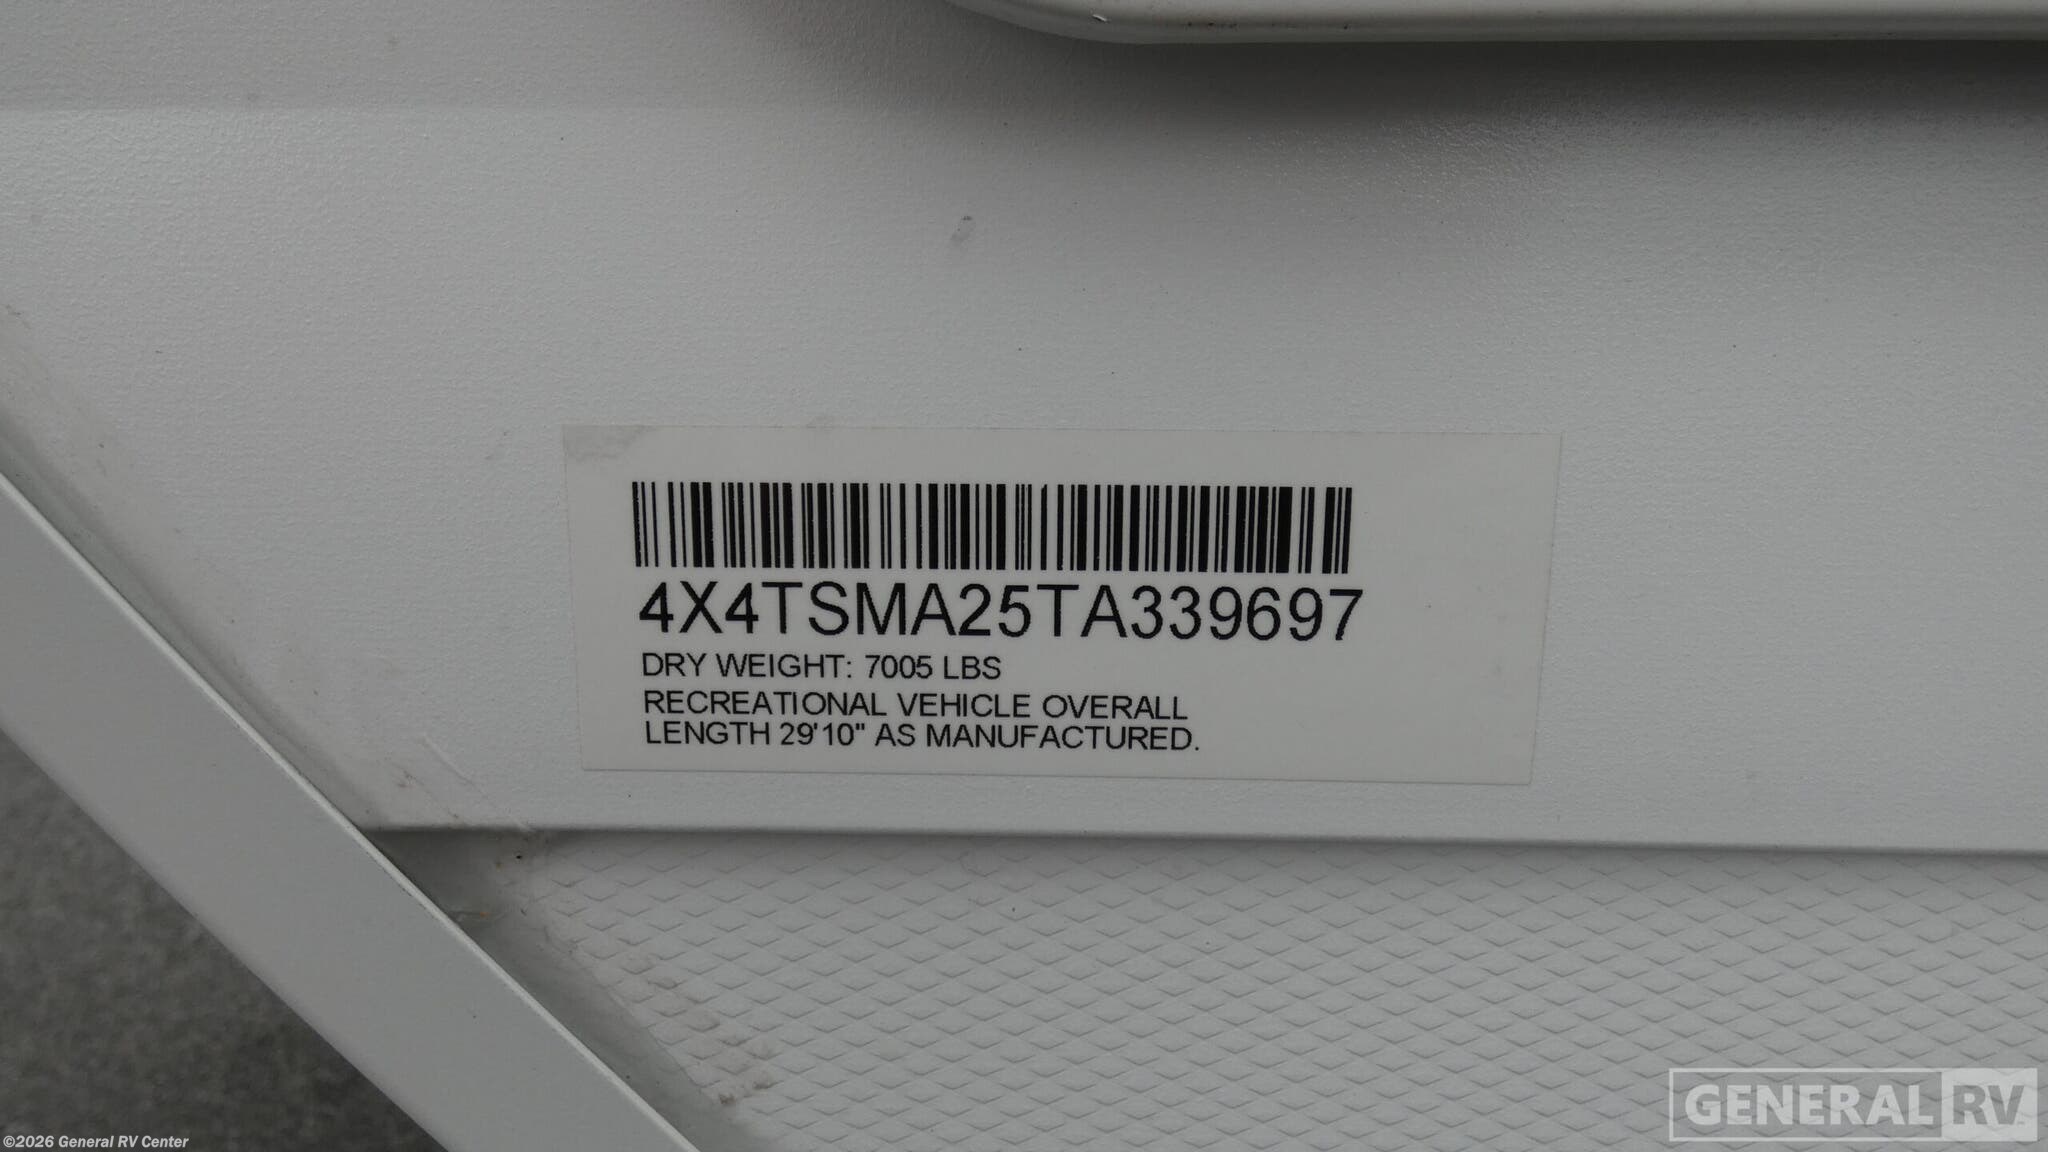 4X4TSMA25TA339697
DRY WEIGHT: 7005 LBS
RECREATIONAL VEHICLE OVERALL
LENGTH 29'10" AS MANUFACTURED.
GENERAL RV
©2026 General RV Center